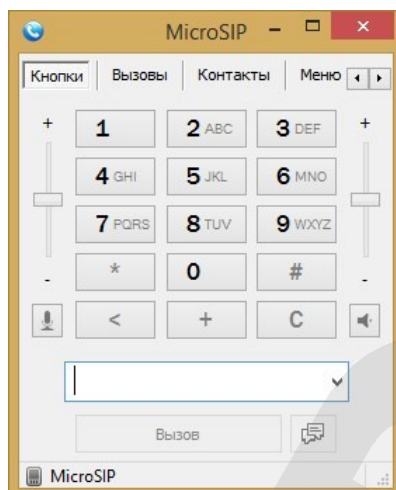 MicroSIP
Кнопки Вызовы Контакты Меню
+ 1 2 ABC 3 DEF +
4 GHI 5 JKL 6 MNO
7 PQRS 8 TUV 9 WXYZ
- * 0 # -
< + C
Вызов
MicroSIP